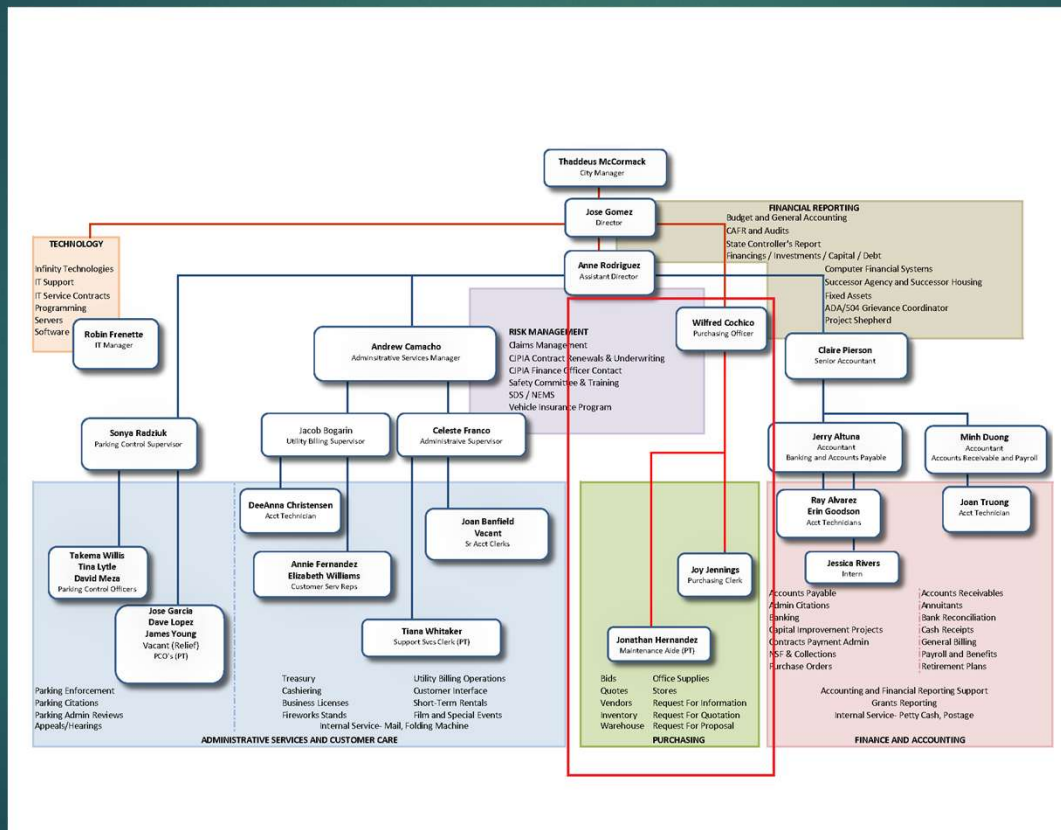 Thaddeus McCormack
City Manager
Jose Gomez
Director
Anne Rodriguez
Assistant Director
TECHNOLOGY
Infinity Technologies
IT Support
IT Service Contracts
Programming
Servers
Software
Robin Frenette
IT Manager
FINANCIAL REPORTING
Budget and General Accounting
CAFR and Audits
State Controller's Report
Financings / Investments / Capital / Debt
Computer Financial Systems
Successor Agency and Successor Housing
Fixed Assets
ADA/504 Grievance Coordinator
Project Shepherd
Andrew Camacho
Adminsitrative Services Manager
RISK MANAGEMENT
Claims Management
CJPIA Contract Renewals & Underwriting
CJPIA Finance Officer Contact
Safety Committee & Training
SDS / NEMS
Vehicle Insurance Program
Wilfred Cochico
Purchasing Officer
Claire Pierson
Senior Accountant
Sonya Radziuk
Parking Control Supervisor
Jacob Bogarin
Utility Billing Supervisor
Celeste Franco
Administrative Supervisor
Jerry Altuna
Accountant
Banking and Accounts Payable
Minh Duong
Accountant
Accounts Receivable and Payroll
DeeAnna Christensen
Acct Technician
Joan Banfield
Vacant
Sr Acct Clerks
Ray Alvarez
Erin Goodson
Acct Technicians
Joan Truong
Acct Technician
Takema Willis
Tina Lytle
David Meza
Parking Control Officers
Annie Fernandez
Elizabeth Williams
Customer Serv Reps
Joy Jennings
Purchasing Clerk
Jessica Rivers
Intern
Jose Garcia
Dave Lopez
James Young
Vacant (Relief)
PCO's (PT)
Tiana Whitaker
Support Svcs Clerk (PT)
Jonathan Hernandez
Maintenance Aide (PT)
Parking Enforcement
Parking Citations
Parking Admin Reviews
Appeals/Hearings
Treasury
Cashiering
Business Licenses
Fireworks Stands
Utility Billing Operations
Customer Interface
Short-Term Rentals
Film and Special Events
Internal Service- Mail, Folding Machine
ADMINISTRATIVE SERVICES AND CUSTOMER CARE
Bids
Quotes
Vendors
Inventory
Warehouse
Office Supplies
Stores
Request For Information
Request For Quotation
Request For Proposal
PURCHASING
Accounts Payable
Admin Citations
Banking
Capital Improvement Projects
Contracts Payment Admin
NSF & Collections
Purchase Orders
Accounts Receivables
Annuitants
Bank Reconciliation
Cash Receipts
General Billing
Payroll and Benefits
Retirement Plans
Accounting and Financial Reporting Support
Grants Reporting
Internal Service- Petty Cash, Postage
FINANCE AND ACCOUNTING